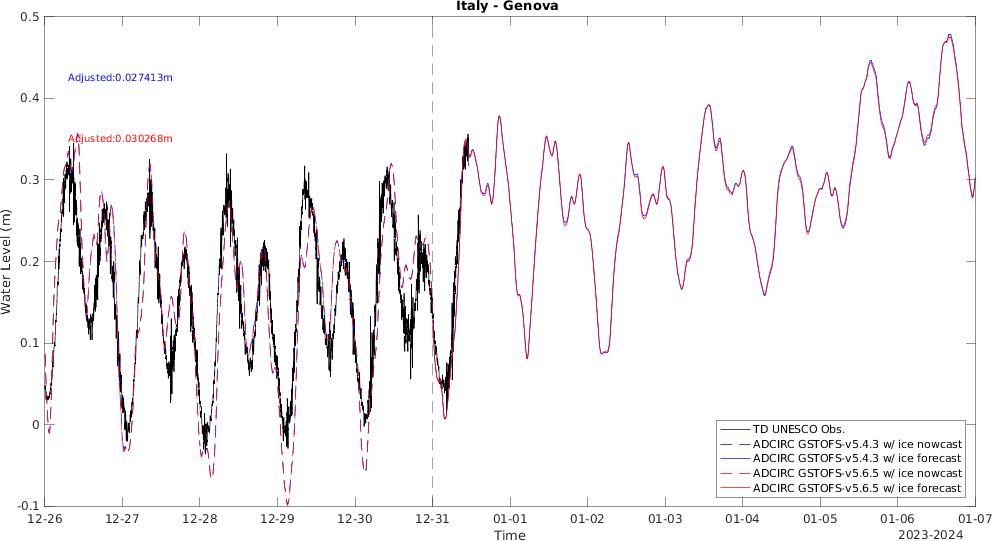 Italy - Genova
0.5
0.4
0.3
0.2
0.1
0
-0.1
Water Level (m)
Adjusted:0.027413m
Adjusted:0.030268m
TD UNESCO Obs.
ADCIRC GSTOFS-v5.4.3 w/ ice nowcast
ADCIRC GSTOFS-v5.4.3 w/ ice forecast
ADCIRC GSTOFS-v5.6.5 w/ ice nowcast
ADCIRC GSTOFS-v5.6.5 w/ ice forecast
12-26 12-27 12-28 12-29 12-30 12-31 01-01 01-02 01-03 01-04 01-05 01-06 01-07
Time
2023-2024